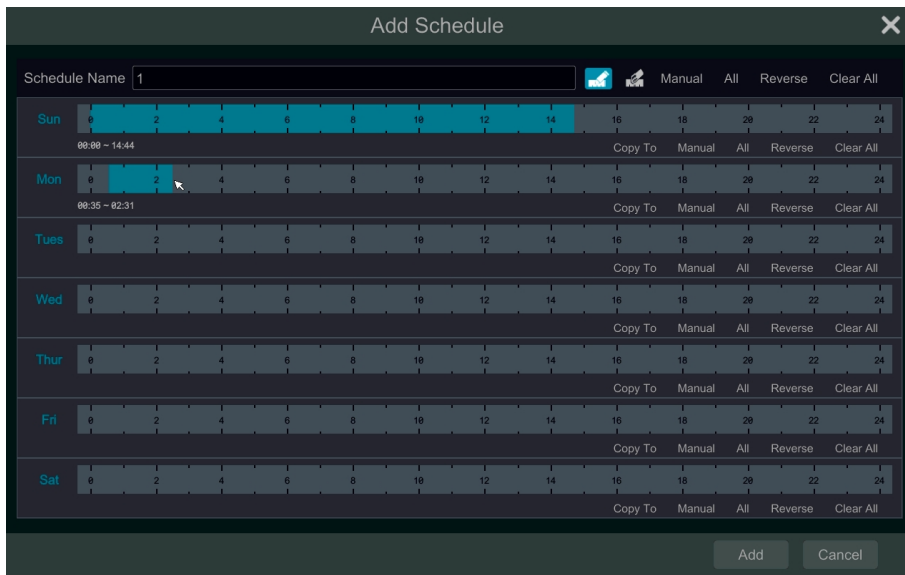 Add Schedule
Schedule Name 1 Manual All Reverse Clear All
Sun 0 2 4 6 8 10 12 14 16 18 20 22 24
00:00 ~ 14:44 Copy To Manual All Reverse Clear All
Mon 0 2 4 6 8 10 12 14 16 18 20 22 24
00:35 ~ 02:31 Copy To Manual All Reverse Clear All
Tues 0 2 4 6 8 10 12 14 16 18 20 22 24
Copy To Manual All Reverse Clear All
Wed 0 2 4 6 8 10 12 14 16 18 20 22 24
Copy To Manual All Reverse Clear All
Thur 0 2 4 6 8 10 12 14 16 18 20 22 24
Copy To Manual All Reverse Clear All
Fri 0 2 4 6 8 10 12 14 16 18 20 22 24
Copy To Manual All Reverse Clear All
Sat 0 2 4 6 8 10 12 14 16 18 20 22 24
Copy To Manual All Reverse Clear All
Add Cancel